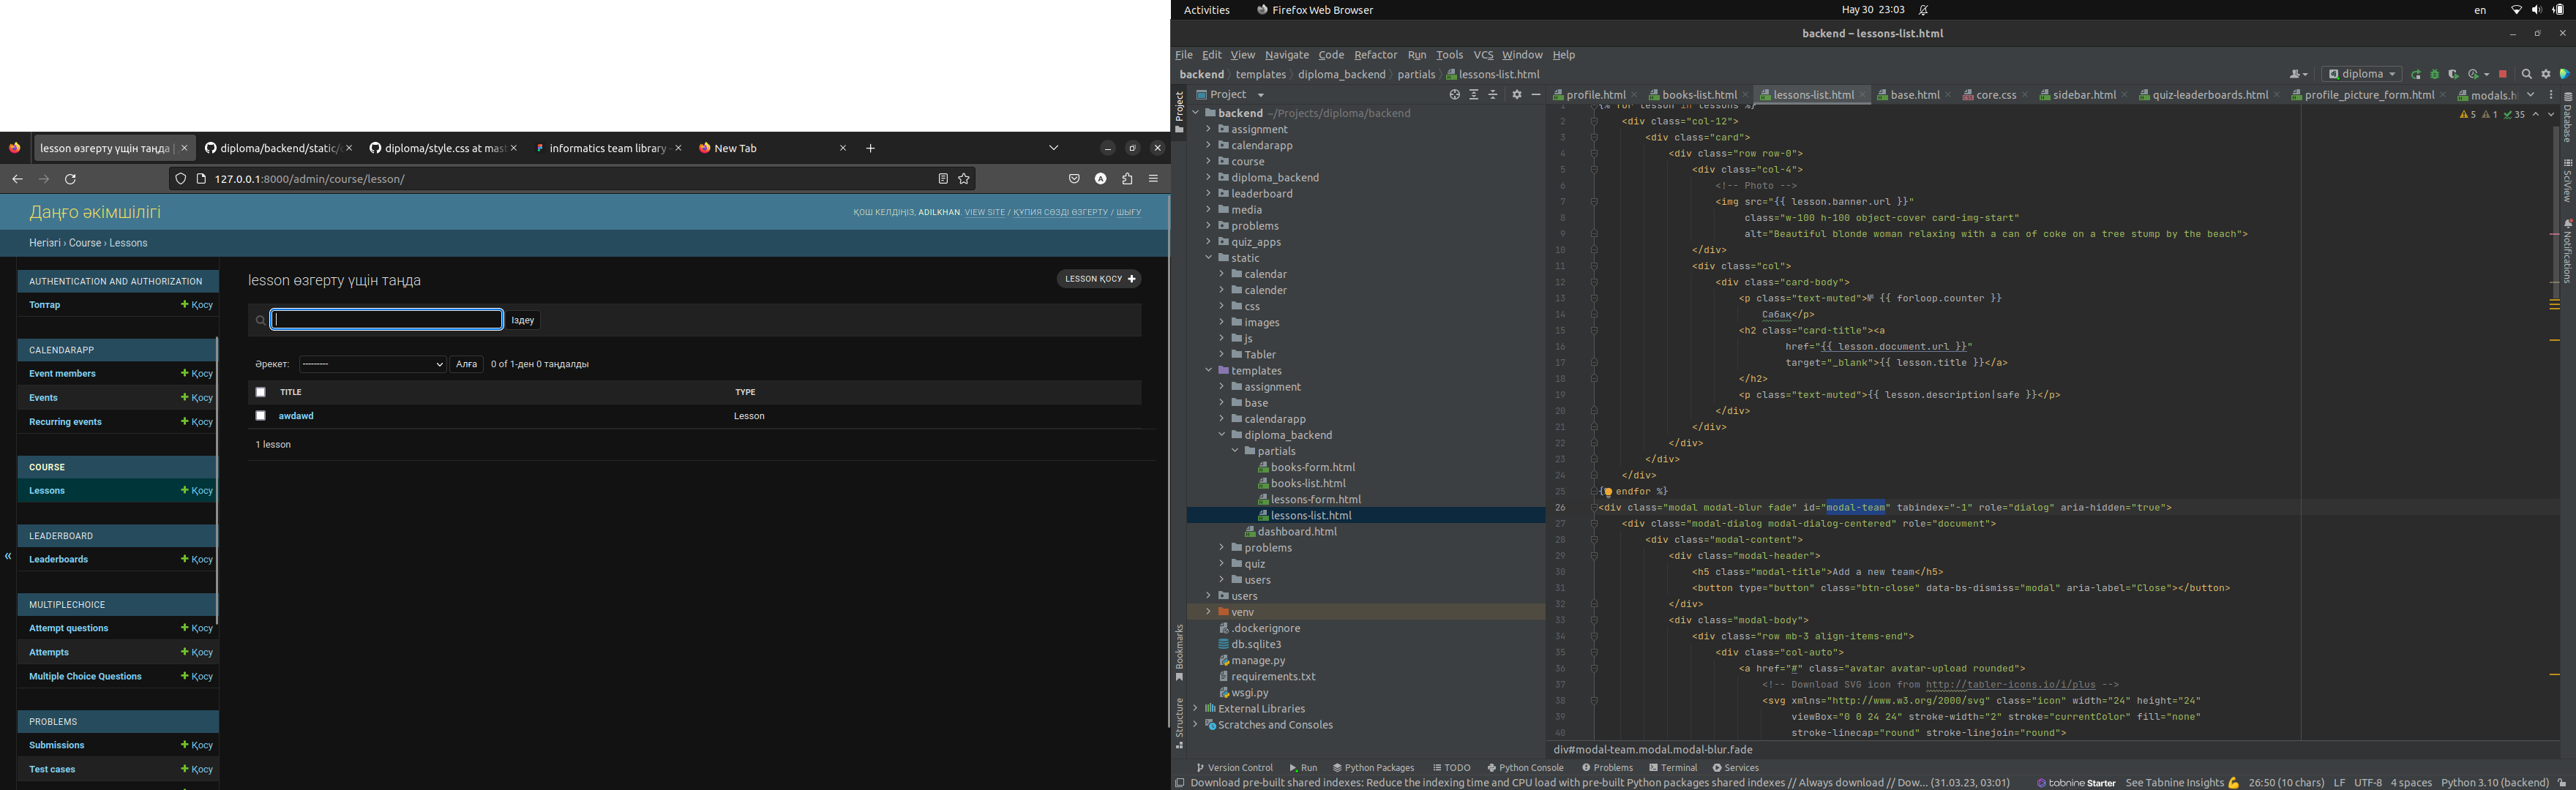 lesson өзгерту үшін таңда |
diploma/backend/static/c
diploma/style.css at mast
informatics team library -
New Tab
127.0.0.1:8000/admin/course/lesson/
Даңғо әкімшілігі
ҚОШ КЕЛДІҢІЗ, ADILKHAN. VIEW SITE / ҚҰПИЯ СӨЗДІ ӨЗГЕРТУ / ШЫҒУ
Негізгі › Course › Lessons
AUTHENTICATION AND AUTHORIZATION
Топтар + Қосу
CALENDARAPP
Event members + Қосу
Events + Қосу
Recurring events + Қосу
COURSE
Lessons + Қосу
LEADERBOARD
Leaderboards + Қосу
MULTIPLECHOICE
Attempt questions + Қосу
Attempts + Қосу
Multiple Choice Questions + Қосу
PROBLEMS
Submissions + Қосу
Test cases + Қосу
«
lesson өзгерту үшін таңда
LESSON ҚОСУ +
Іздеу
Әрекет: --------- Алға 0 of 1-ден 0 таңдалды
TITLE TYPE
awdawd Lesson
1 lesson
Activities Firefox Web Browser May 30 23:03 en
backend – lessons-list.html
File Edit View Navigate Code Refactor Run Tools VCS Window Help
backend templates diploma_backend partials lessons-list.html
diploma
Project
profile.html books-list.html lessons-list.html base.html core.css sidebar.html quiz-leaderboards.html profile_picture_form.html modals.h
Project
Bookmarks
Structure
backend ~/Projects/diploma/backend
assignment
calendarapp
course
diploma_backend
leaderboard
media
problems
quiz_apps
static
calendar
calender
css
images
js
Tabler
templates
assignment
base
calendarapp
diploma_backend
partials
books-form.html
books-list.html
lessons-form.html
lessons-list.html
dashboard.html
problems
quiz
users
users
venv
.dockerignore
db.sqlite3
manage.py
requirements.txt
wsgi.py
External Libraries
Scratches and Consoles
5 1 35
1 {% for lesson in lessons %}
2 <div class="col-12">
3 <div class="card">
4 <div class="row row-0">
5 <div class="col-4">
6 <!-- Photo -->
7 <img src="{{ lesson.banner.url }}"
8 class="w-100 h-100 object-cover card-img-start"
9 alt="Beautiful blonde woman relaxing with a can of coke on a tree stump by the beach">
10 </div>
11 <div class="col">
12 <div class="card-body">
13 <p class="text-muted">№ {{ forloop.counter }}
14 Сабақ</p>
15 <h2 class="card-title"><a
16 href="{{ lesson.document.url }}"
17 target="_blank">{{ lesson.title }}</a>
18 </h2>
19 <p class="text-muted">{{ lesson.description|safe }}</p>
20 </div>
21 </div>
22 </div>
23 </div>
24 </div>
25 {% endfor %}
26 <div class="modal modal-blur fade" id="modal-team" tabindex="-1" role="dialog" aria-hidden="true">
27 <div class="modal-dialog modal-dialog-centered" role="document">
28 <div class="modal-content">
29 <div class="modal-header">
30 <h5 class="modal-title">Add a new team</h5>
31 <button type="button" class="btn-close" data-bs-dismiss="modal" aria-label="Close"></button>
32 </div>
33 <div class="modal-body">
34 <div class="row mb-3 align-items-end">
35 <div class="col-auto">
36 <a href="#" class="avatar avatar-upload rounded">
37 <!-- Download SVG icon from http://tabler-icons.io/i/plus -->
38 <svg xmlns="http://www.w3.org/2000/svg" class="icon" width="24" height="24"
39 viewBox="0 0 24 24" stroke-width="2" stroke="currentColor" fill="none"
40 stroke-linecap="round" stroke-linejoin="round">
Database
SciView
Notifications
div#modal-team.modal.modal-blur.fade
Version Control Run Python Packages TODO Python Console Problems Terminal Services
Download pre-built shared indexes: Reduce the indexing time and CPU load with pre-built Python packages shared indexes // Always download // Dow... (31.03.23, 03:01) tabnine Starter See Tabnine Insights 26:50 (10 chars) LF UTF-8 4 spaces Python 3.10 (backend)